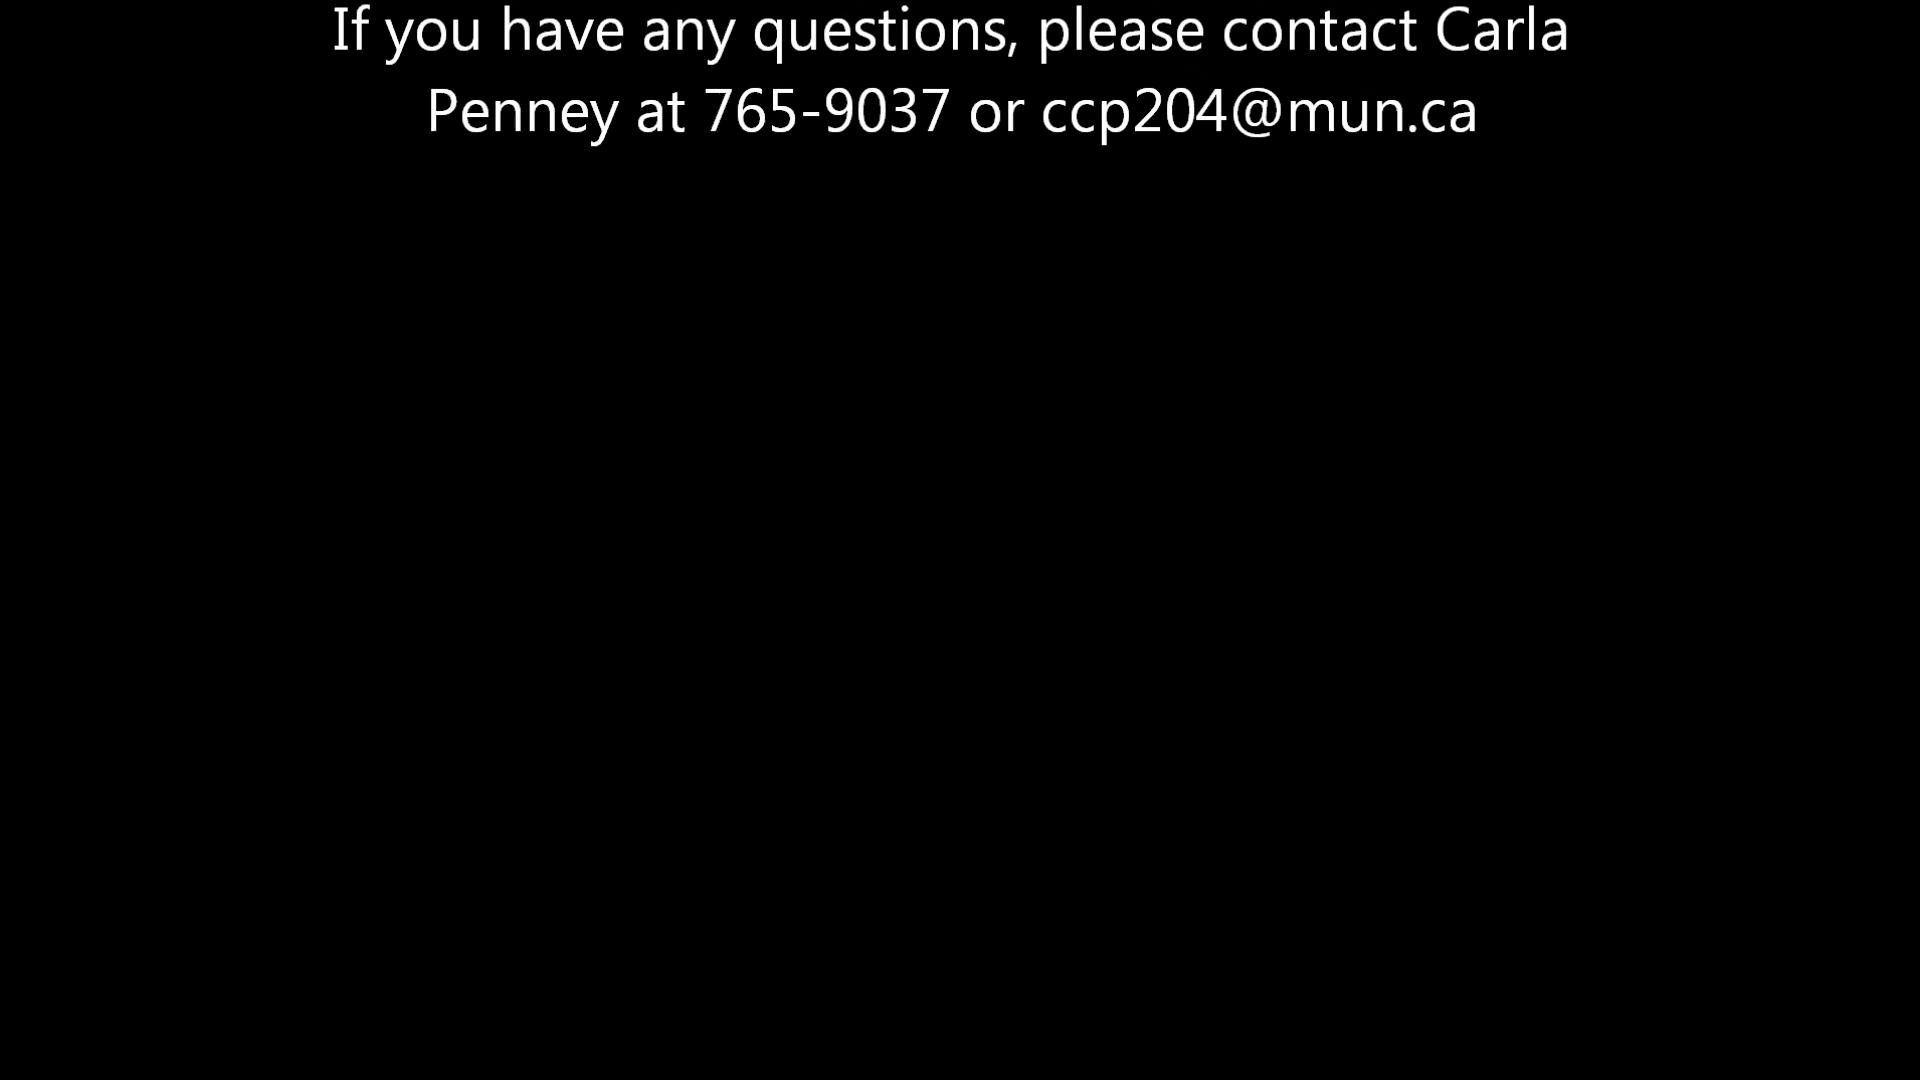 If you have any questions, please contact Carla
Penney at 765-9037 or ccp204@mun.ca